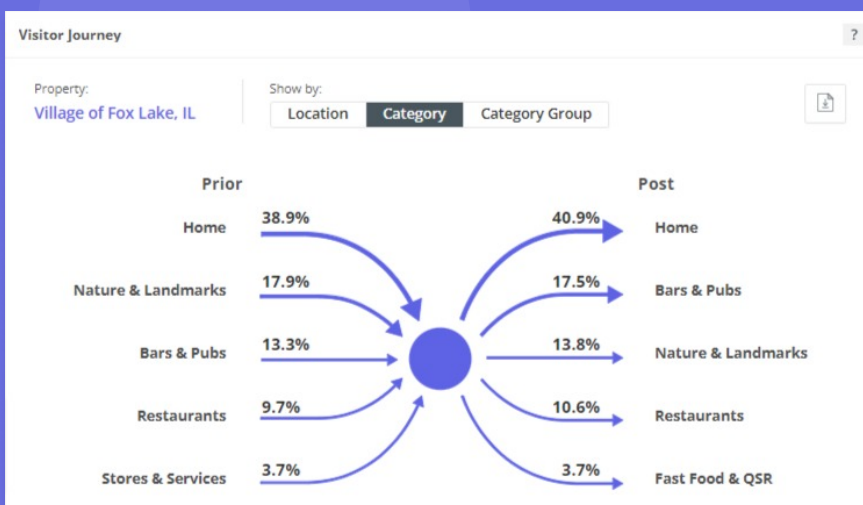 Visitor Journey
?
Property:
Village of Fox Lake, IL
Show by:
Location Category Category Group
Prior Post
Home 38.9% 40.9% Home
Nature & Landmarks 17.9% 17.5% Bars & Pubs
Bars & Pubs 13.3% 13.8% Nature & Landmarks
Restaurants 9.7% 10.6% Restaurants
Stores & Services 3.7% 3.7% Fast Food & QSR